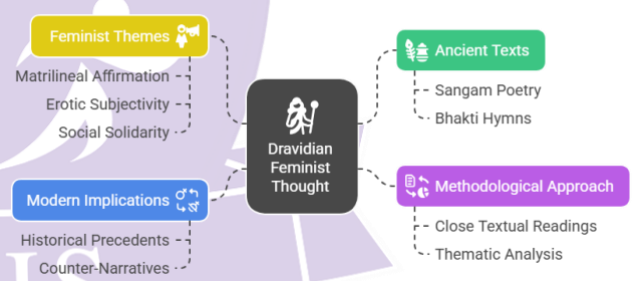 Feminist Themes
Matrilineal Affirmation
Erotic Subjectivity
Social Solidarity
Modern Implications
Historical Precedents
Counter-Narratives
Dravidian
Feminist
Thought
Ancient Texts
Sangam Poetry
Bhakti Hymns
Methodological Approach
Close Textual Readings
Thematic Analysis